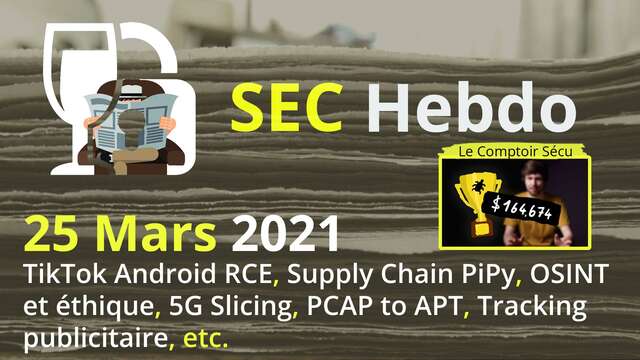 SEC Hebdo
Le Comptoir Sécu
$164,674
25 Mars 2021
TikTok Android RCE, Supply Chain PiPy, OSINT
et éthique, 5G Slicing, PCAP to APT, Tracking
publicitaire, etc.